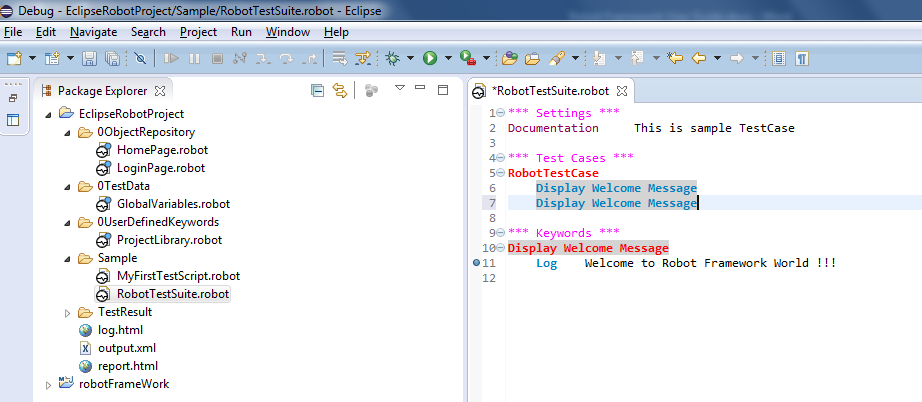 Debug - EclipseRobotProject/Sample/RobotTestSuite.robot - Eclipse
File Edit Navigate Search Project Run Window Help
Package Explorer
EclipseRobotProject
0ObjectRepository
HomePage.robot
LoginPage.robot
0TestData
GlobalVariables.robot
0UserDefinedKeywords
ProjectLibrary.robot
Sample
MyFirstTestScript.robot
RobotTestSuite.robot
TestResult
log.html
output.xml
report.html
robotFrameWork
*RobotTestSuite.robot
1 *** Settings ***
2 Documentation This is sample TestCase
3
4 *** Test Cases ***
5 RobotTestCase
6 Display Welcome Message
7 Display Welcome Message
8
9 *** Keywords ***
10 Display Welcome Message
11 Log Welcome to Robot Framework World !!!
12